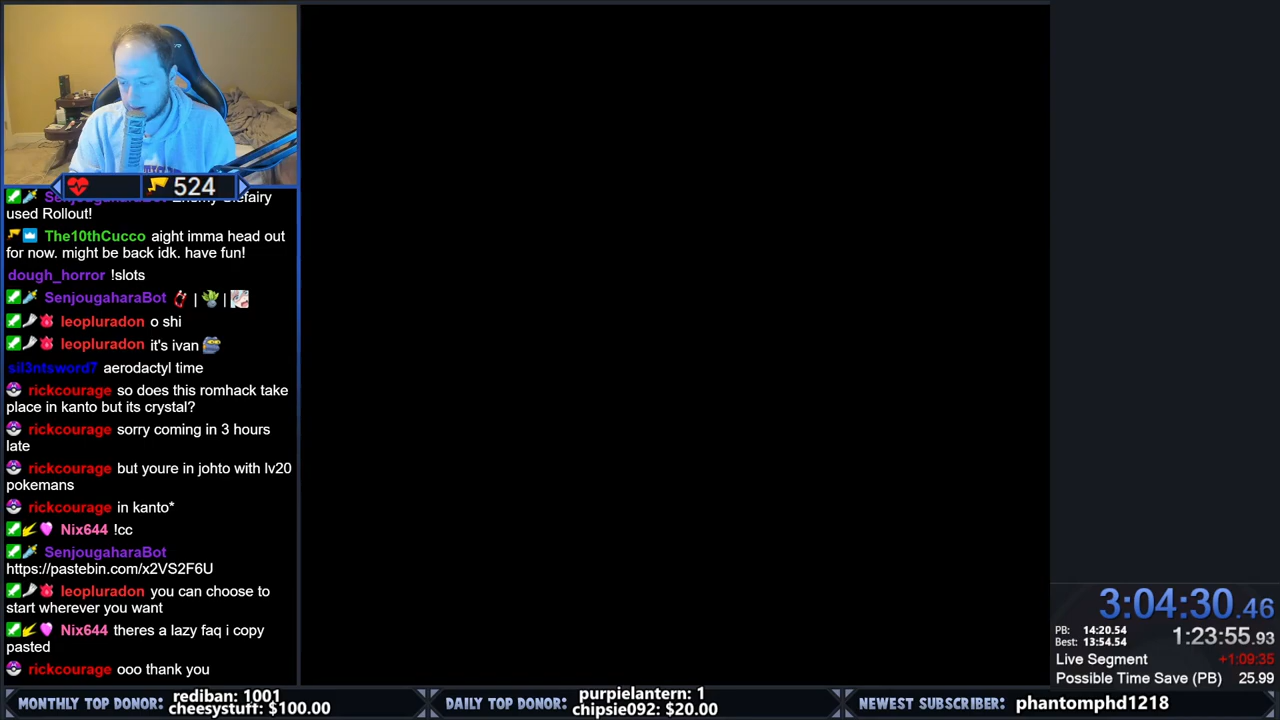 524
used Rollout!
The10thCucco aight imma head out
for now. might be back idk. have fun!
dough_horror !slots
SenjougaharaBot | |
leopluradon o shi
leopluradon it's ivan
sil3ntsword7 aerodactyl time
rickcourage so does this romhack take
place in kanto but its crystal?
rickcourage sorry coming in 3 hours
late
rickcourage but youre in johto with lv20
pokemans
rickcourage in kanto*
Nix644 !cc
SenjougaharaBot
https://pastebin.com/x2VS2F6U
leopluradon you can choose to
start wherever you want
Nix644 theres a lazy faq i copy
pasted
rickcourage ooo thank you
3:04:30.46
PB: 14:20.54
Best: 13:54.54
1:23:55.93
Live Segment +1:09:35
Possible Time Save (PB) 25.99
MONTHLY TOP DONOR: rediban: 1001
cheesystuff: $100.00
DAILY TOP DONOR: purpielantern: 1
chipsie092: $20.00
NEWEST SUBSCRIBER: phantomphd1218